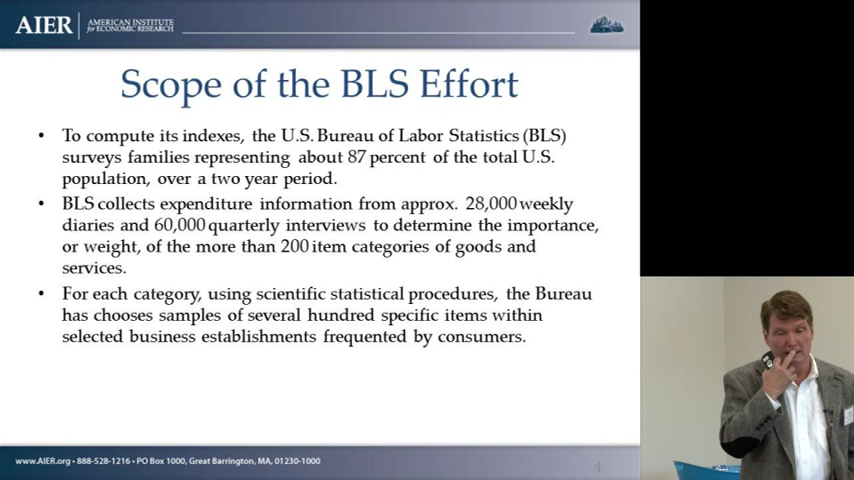 AIER
AMERICAN INSTITUTE
for ECONOMIC RESEARCH
Scope of the BLS Effort
• To compute its indexes, the U.S. Bureau of Labor Statistics (BLS)
surveys families representing about 87 percent of the total U.S.
population, over a two year period.
• BLS collects expenditure information from approx. 28,000 weekly
diaries and 60,000 quarterly interviews to determine the importance,
or weight, of the more than 200 item categories of goods and
services.
• For each category, using scientific statistical procedures, the Bureau
has chooses samples of several hundred specific items within
selected business establishments frequented by consumers.
www.AIER.org • 888-528-1216 • PO Box 1000, Great Barrington, MA, 01230-1000
4